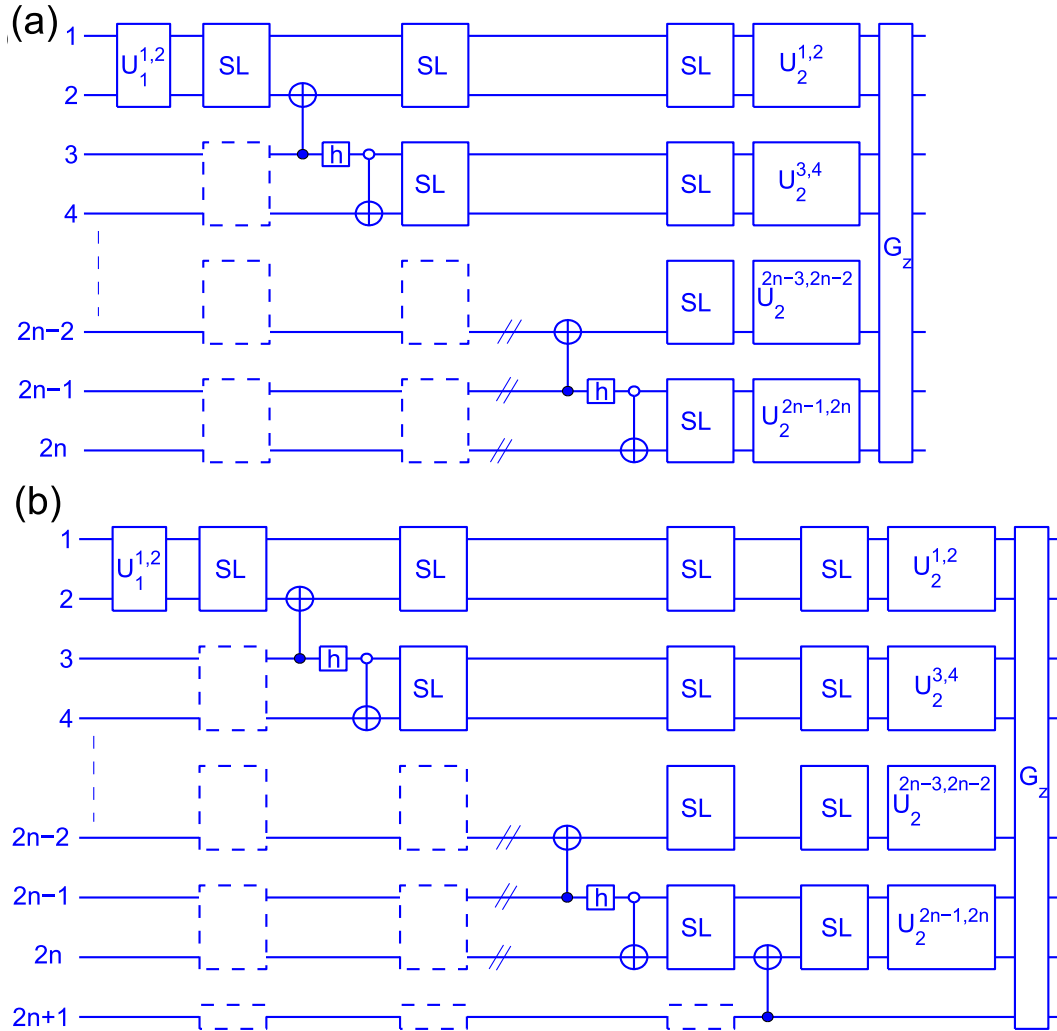 (a)
1 U₁^{1,2} SL SL SL U₂^{1,2}
2
3 h SL SL U₂^{3,4}
4
G_z
SL U₂^{2n−3,2n−2}
2n−2
2n−1 h SL U₂^{2n−1,2n}
2n
(b)
1 U₁^{1,2} SL SL SL SL U₂^{1,2}
2
3 h SL SL SL U₂^{3,4}
4
G_z
SL SL U₂^{2n−3,2n−2}
2n−2
2n−1 h SL SL U₂^{2n−1,2n}
2n
2n+1